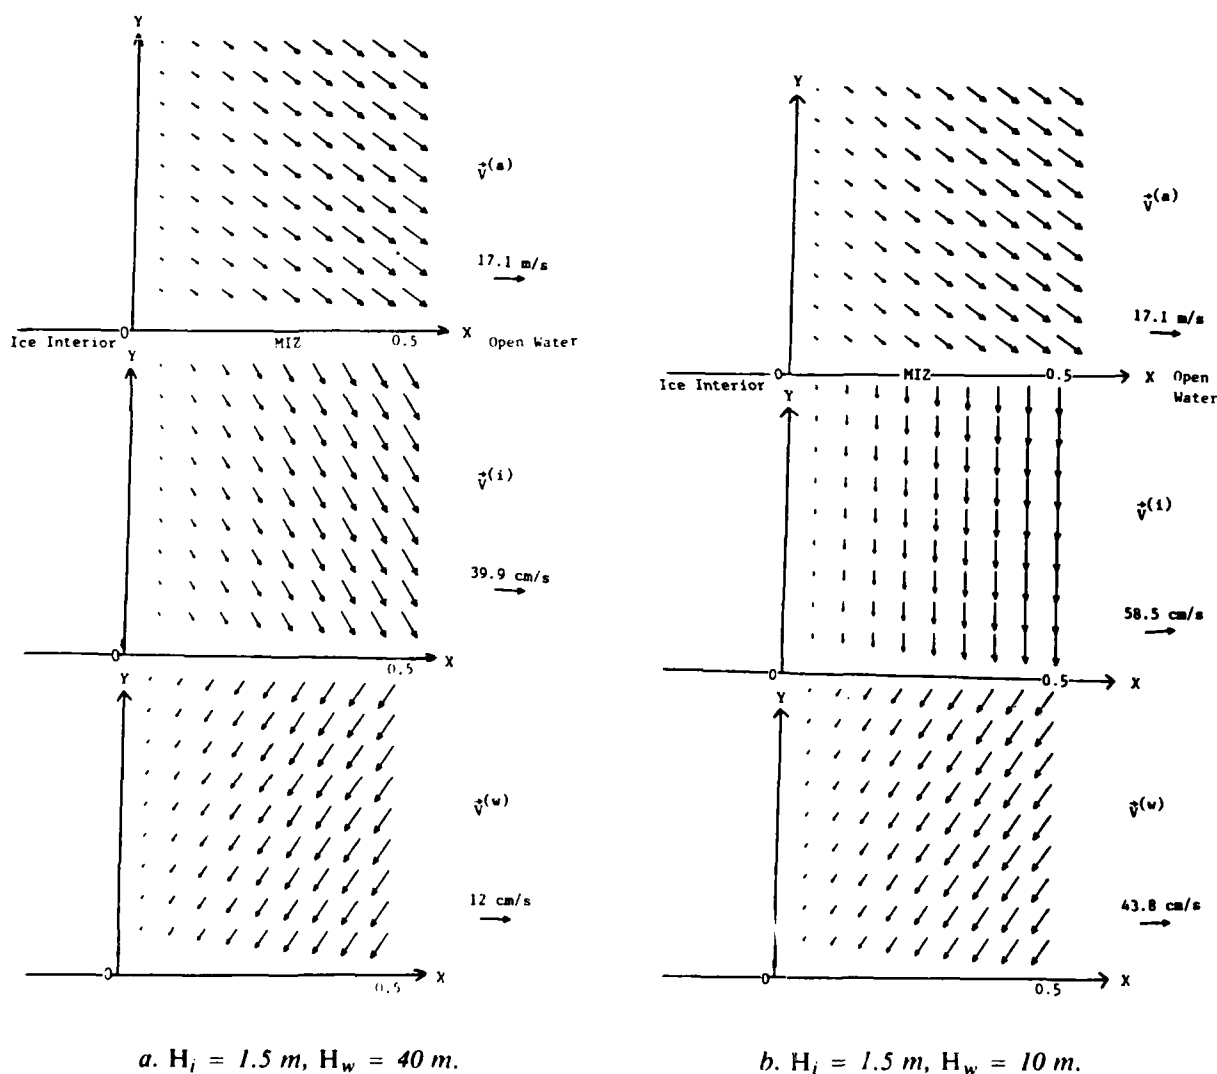 Y
V⃗(a)
17.1 m/s
0
0.5
X
Ice Interior
MIZ
Open Water
Y
V⃗(i)
39.9 cm/s
0
0.5
X
Y
V⃗(w)
12 cm/s
0
0.5
X
a. Hi = 1.5 m, Hw = 40 m.
Y
V⃗(a)
17.1 m/s
Ice Interior
0
MIZ
0.5
X
Open
Water
Y
V⃗(i)
58.5 cm/s
0
0.5
X
Y
V⃗(w)
43.8 cm/s
0
0.5
X
b. Hi = 1.5 m, Hw = 10 m.